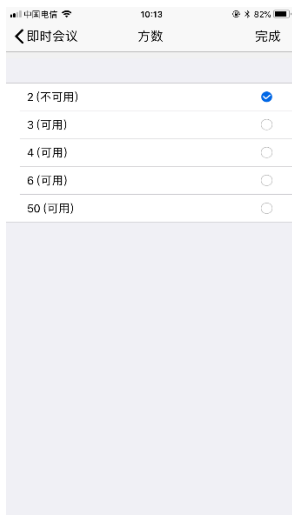 中国电信 10:13 82%
即时会议 方数 完成
2 (不可用)
3 (可用)
4 (可用)
6 (可用)
50 (可用)